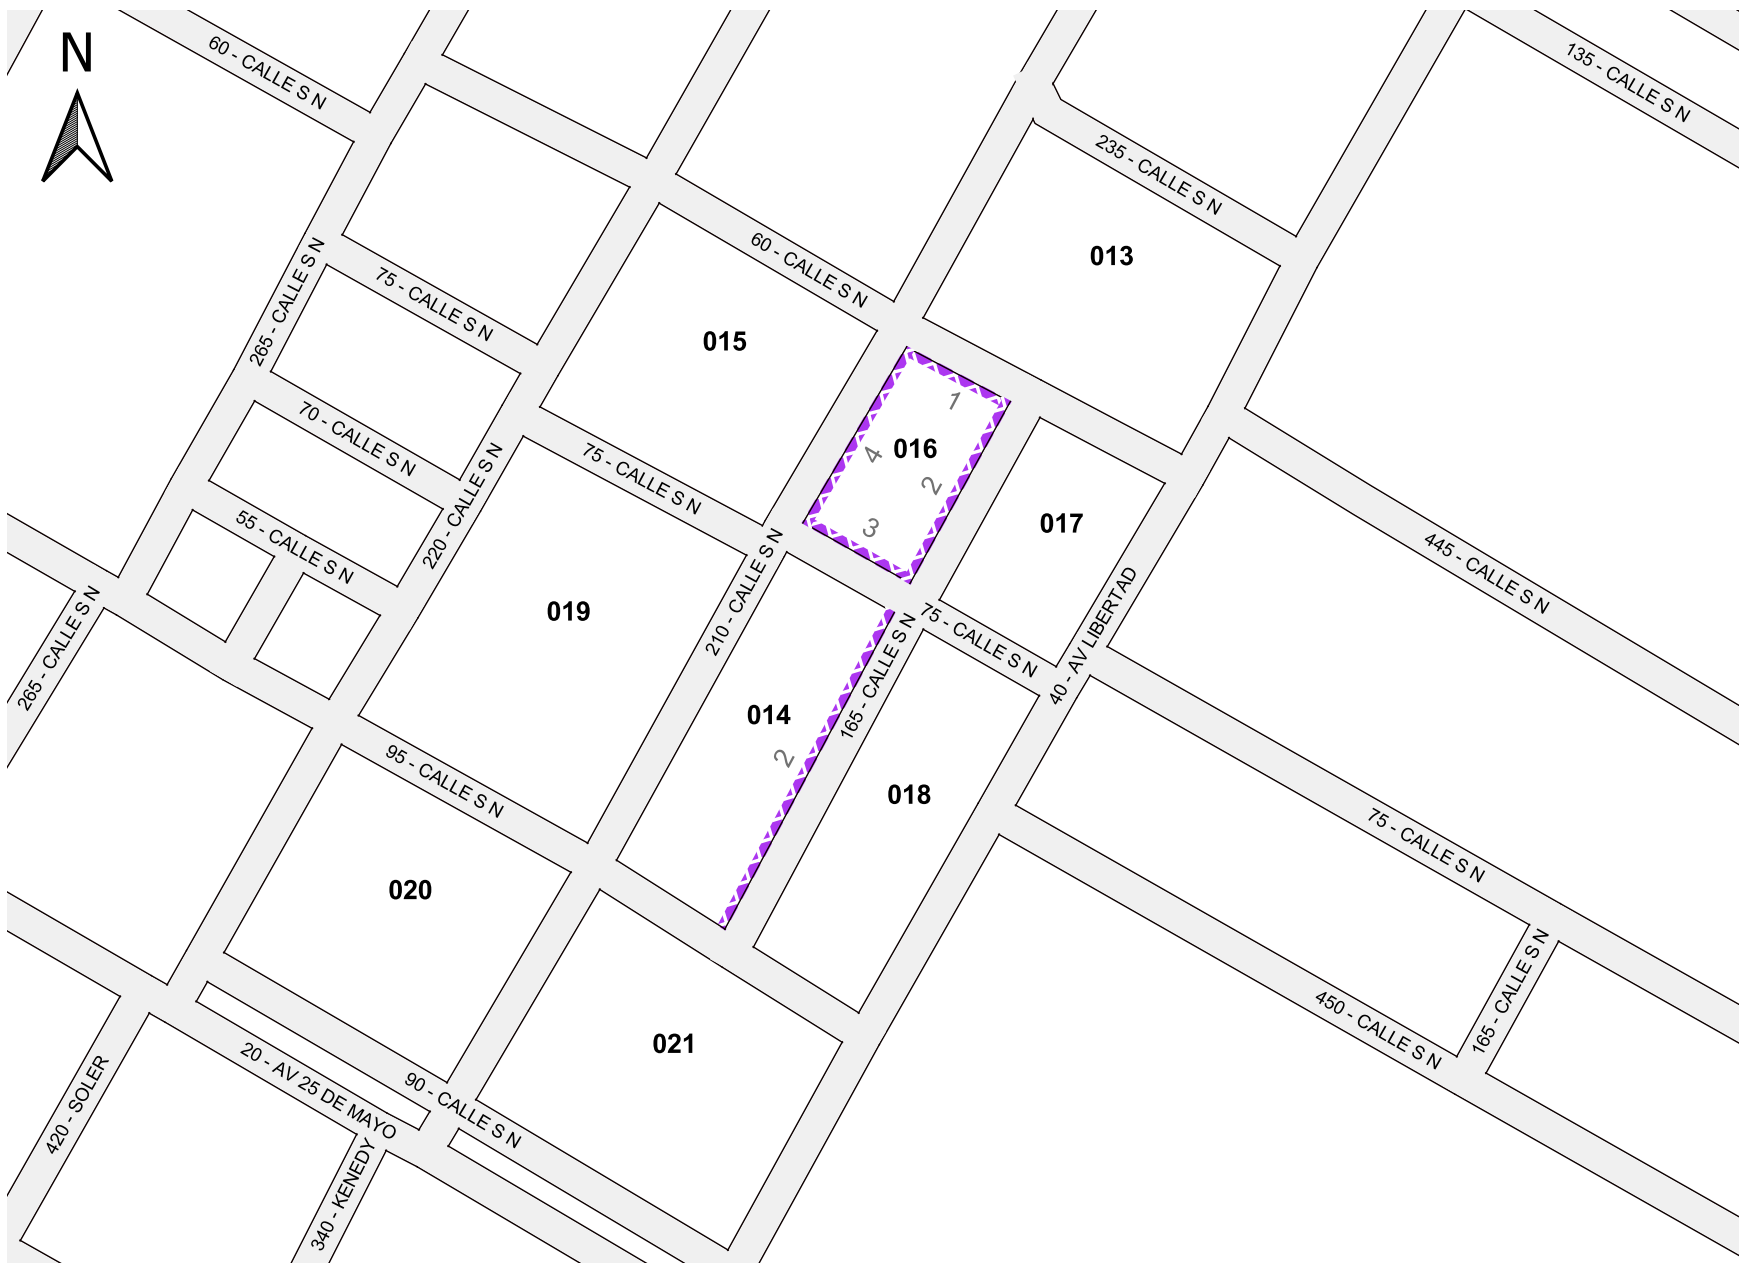 N
60 - CALLE S N
135 - CALLE S N
235 - CALLE S N
013
60 - CALLE S N
265 - CALLE S N
75 - CALLE S N
015
1
016
4
2
3
70 - CALLE S N
220 - CALLE S N
75 - CALLE S N
017
55 - CALLE S N
445 - CALLE S N
210 - CALLE S N
019
265 - CALLE S N
75 - CALLE S N
40 - AV LIBERTAD
165 - CALLE S N
014
2
018
95 - CALLE S N
75 - CALLE S N
020
165 - CALLE S N
450 - CALLE S N
021
420 - SOLER
20 - AV 25 DE MAYO
90 - CALLE S N
340 - KENEDY